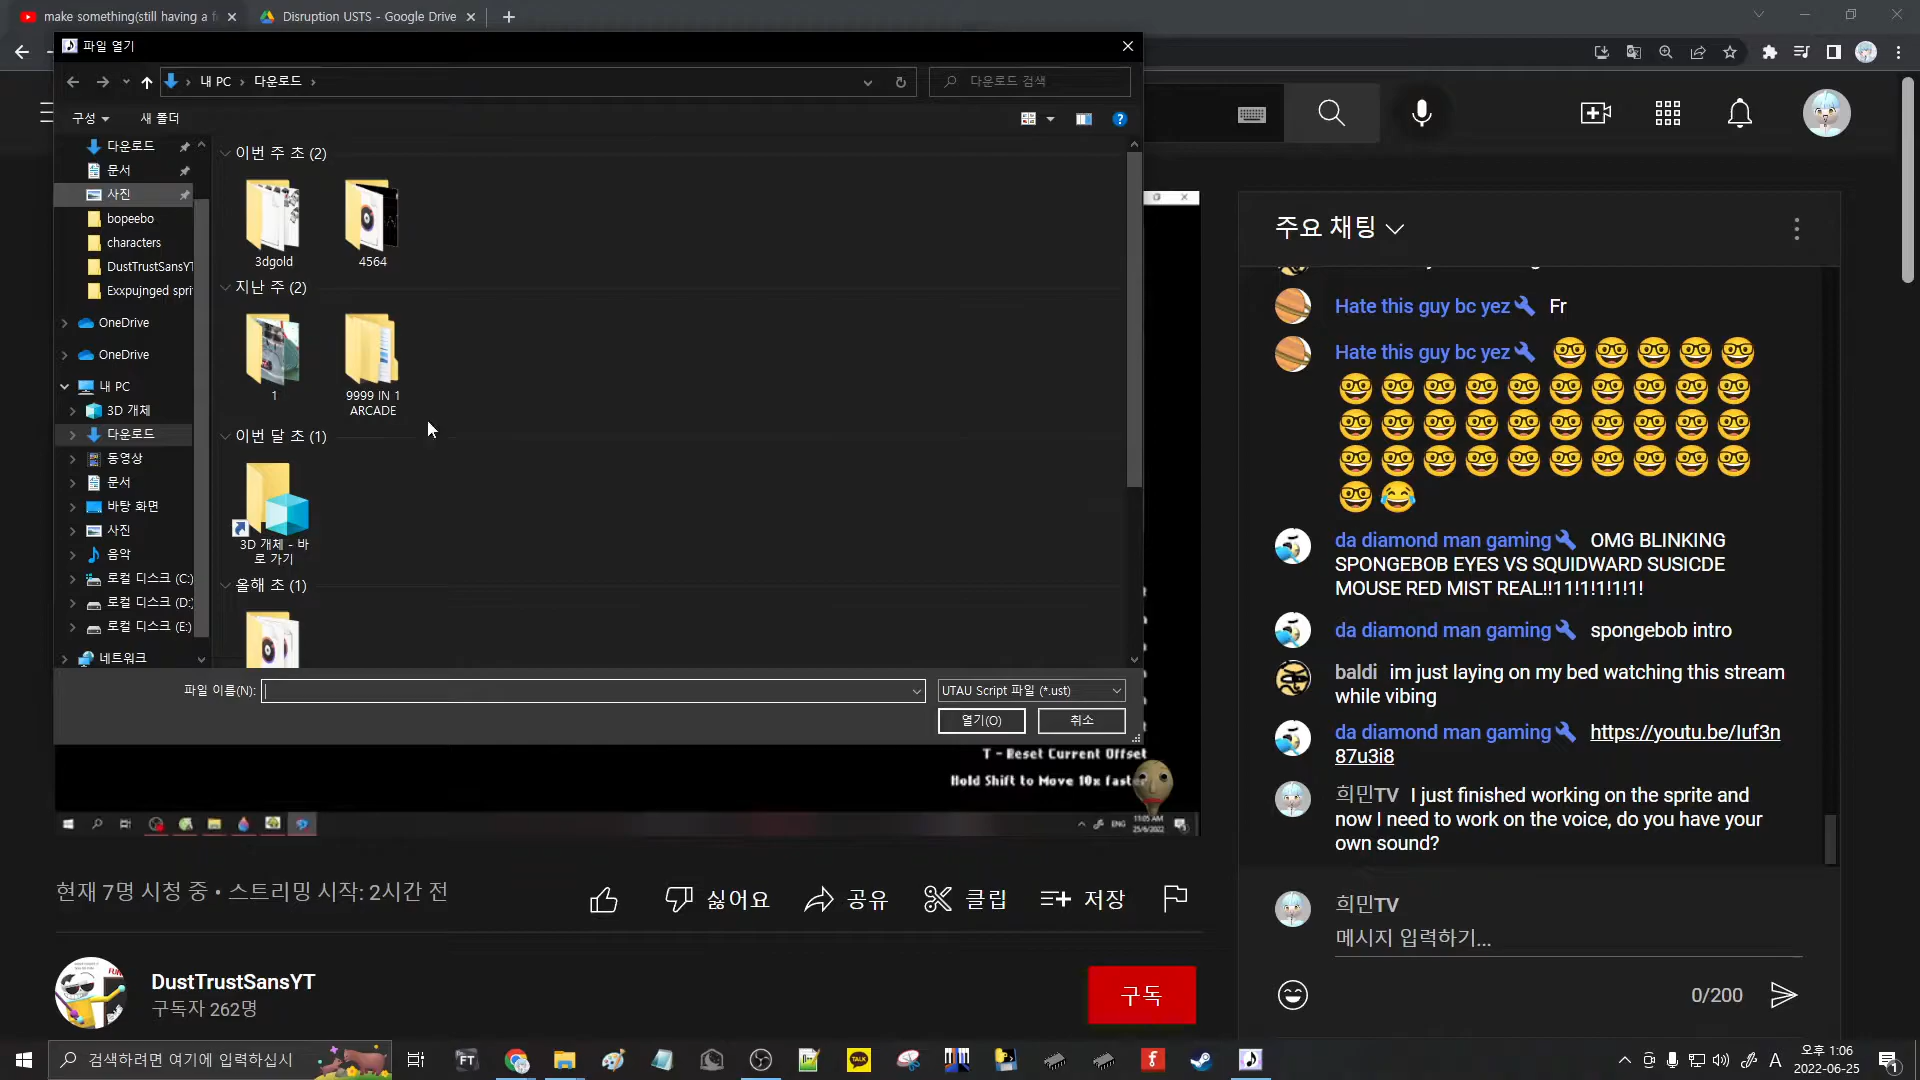 make something(still having a f
Disruption USTS - Google Drive
파일 열기
내 PC
다운로드
다운로드 검색
구성
새 폴더
다운로드
문서
사진
bopeebo
characters
DustTrustSansYT
Exxpujnged spri
OneDrive
OneDrive
내 PC
3D 개체
다운로드
동영상
문서
바탕 화면
사진
음악
로컬 디스크 (C:)
로컬 디스크 (D:)
로컬 디스크 (E:)
네트워크
이번 주 초 (2)
3dgold
4564
지난 주 (2)
1
9999 IN 1
ARCADE
이번 달 초 (1)
3D 개체 - 바
로 가기
올해 초 (1)
파일 이름(N):
UTAU Script 파일 (*.ust)
열기(O)
취소
T - Reset Current Offset
Hold Shift to Move 10x faster
ENG
11:05 AM
25/6/2022
현재 7명 시청 중 • 스트리밍 시작: 2시간 전
싫어요
공유
클립
저장
DustTrustSansYT
구독자 262명
구독
주요 채팅
Hate this guy bc yez Fr
Hate this guy bc yez 🤓🤓🤓🤓🤓
🤓🤓🤓🤓🤓🤓🤓🤓🤓🤓
🤓🤓🤓🤓🤓🤓🤓🤓🤓🤓
🤓🤓🤓🤓🤓🤓🤓🤓🤓🤓
🤓😂
da diamond man gaming OMG BLINKING
SPONGEBOB EYES VS SQUIDWARD SUSICDE
MOUSE RED MIST REAL!!11!1!1!1!1!
da diamond man gaming spongebob intro
baldi im just laying on my bed watching this stream
while vibing
da diamond man gaming https://youtu.be/Iuf3n
87u3i8
희민TV I just finished working on the sprite and
now I need to work on the voice, do you have your
own sound?
희민TV
메시지 입력하기...
0/200
검색하려면 여기에 입력하십시
FT
TALK
A
오후 1:06
2022-06-25
1